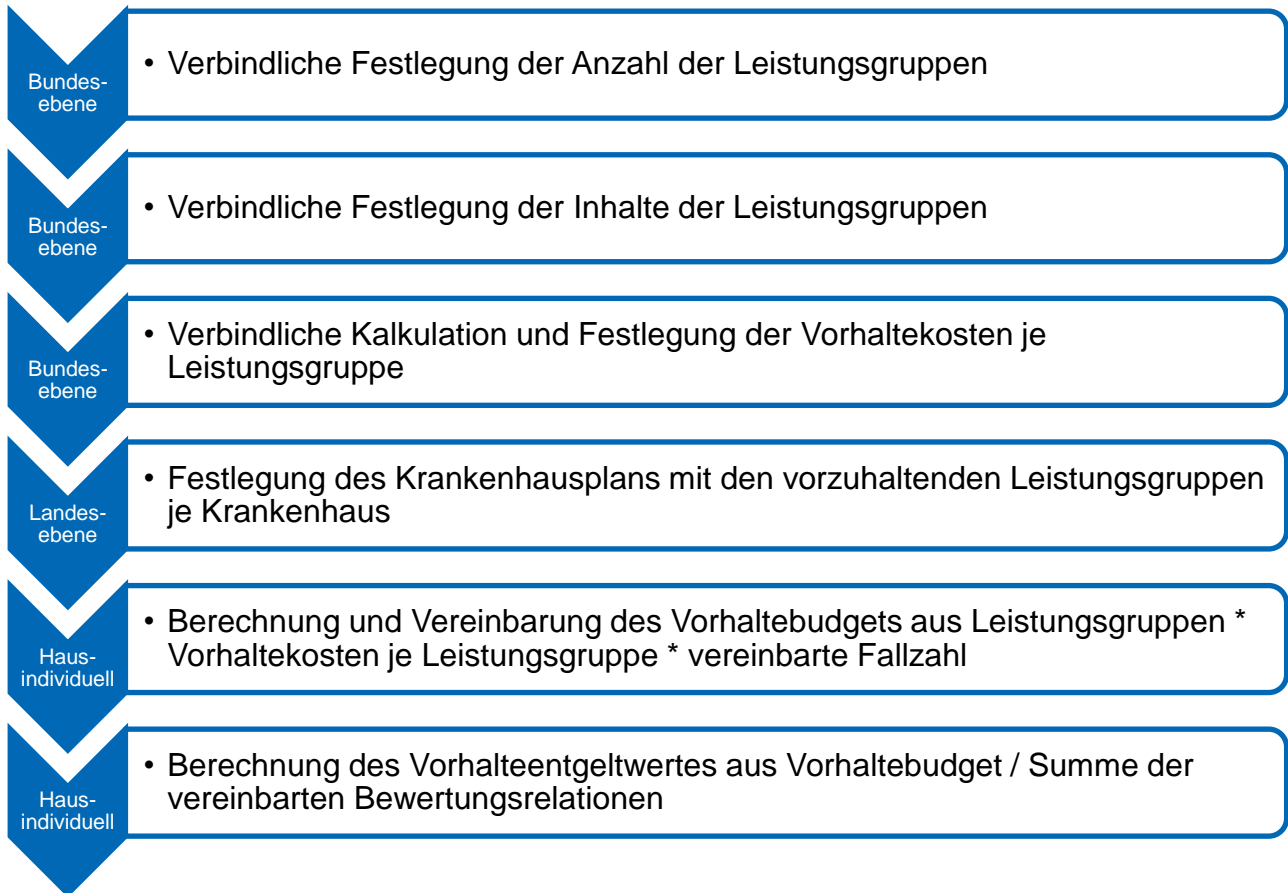 Bundes-
ebene
• Verbindliche Festlegung der Anzahl der Leistungsgruppen
Bundes-
ebene
• Verbindliche Festlegung der Inhalte der Leistungsgruppen
Bundes-
ebene
• Verbindliche Kalkulation und Festlegung der Vorhaltekosten je
Leistungsgruppe
Landes-
ebene
• Festlegung des Krankenhausplans mit den vorzuhaltenden Leistungsgruppen
je Krankenhaus
Haus-
individuell
• Berechnung und Vereinbarung des Vorhaltebudgets aus Leistungsgruppen *
Vorhaltekosten je Leistungsgruppe * vereinbarte Fallzahl
Haus-
individuell
• Berechnung des Vorhalteentgeltwertes aus Vorhaltebudget / Summe der
vereinbarten Bewertungsrelationen